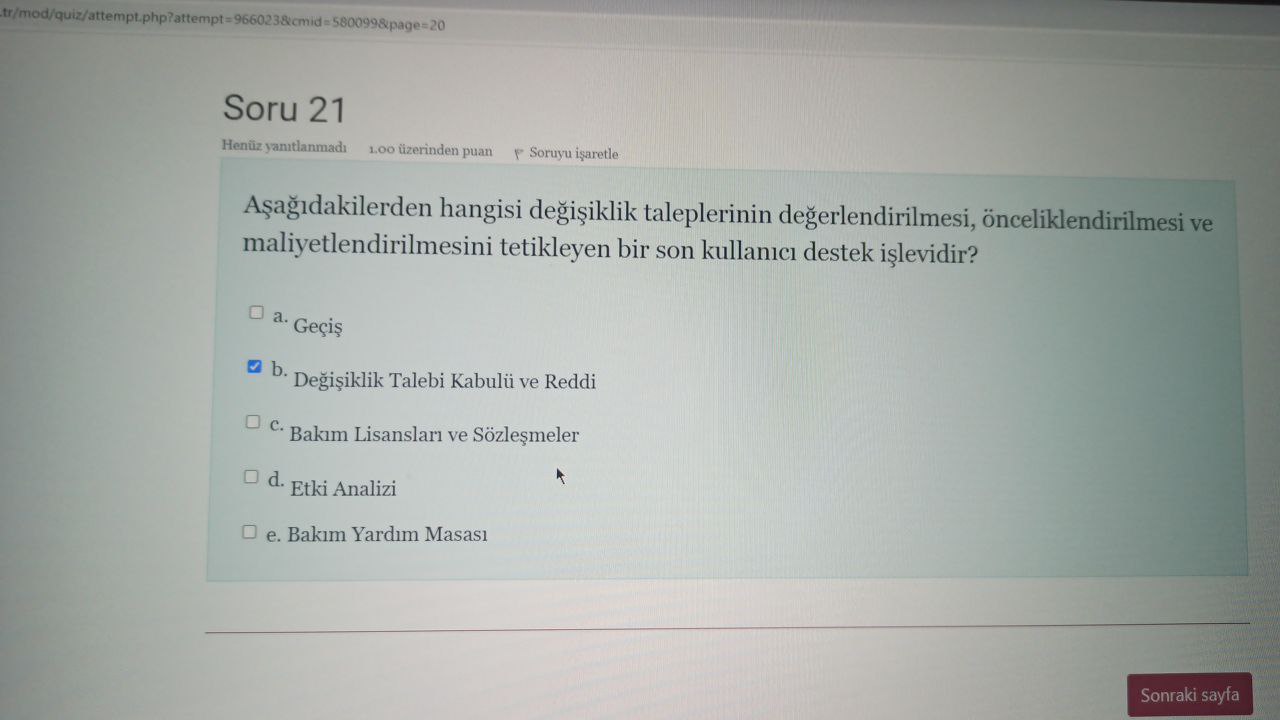 .tr/mod/quiz/attempt.php?attempt=966023&cmid=580099&page=20
Soru 21
Henüz yanıtlanmadı 1.00 üzerinden puan Soruyu işaretle
Aşağıdakilerden hangisi değişiklik taleplerinin değerlendirilmesi, önceliklendirilmesi ve
maliyetlendirilmesini tetikleyen bir son kullanıcı destek işlevidir?
a. Geçiş
b. Değişiklik Talebi Kabulü ve Reddi
c. Bakım Lisansları ve Sözleşmeler
d. Etki Analizi
e. Bakım Yardım Masası
Sonraki sayfa